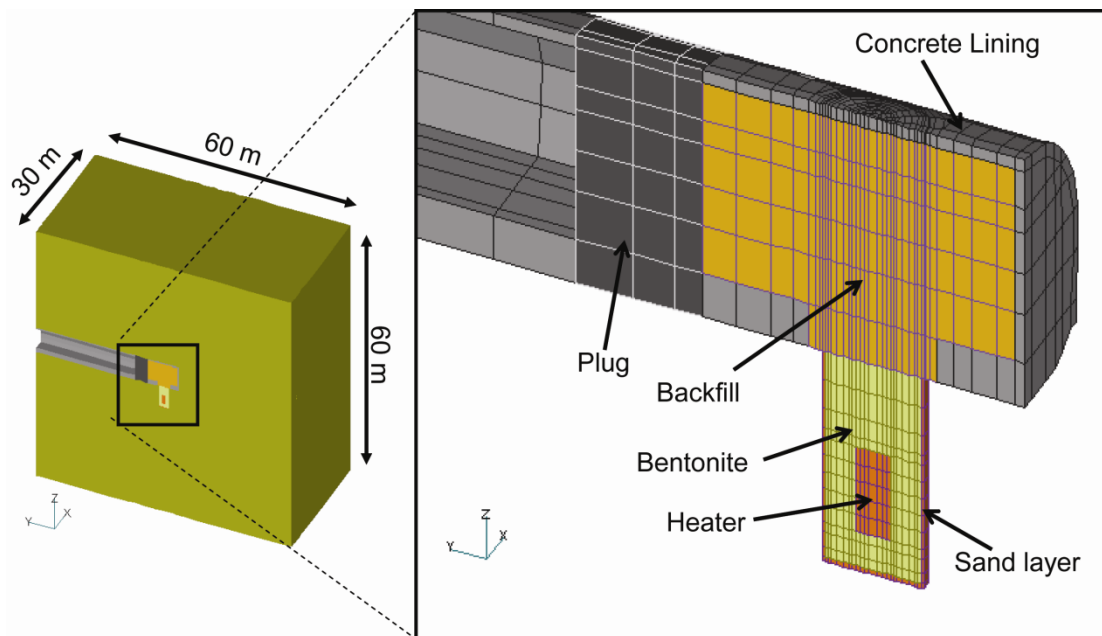 30 m
60 m
60 m
Z
Y
X
Concrete Lining
Plug
Backfill
Bentonite
Heater
Sand layer
Z
Y
X